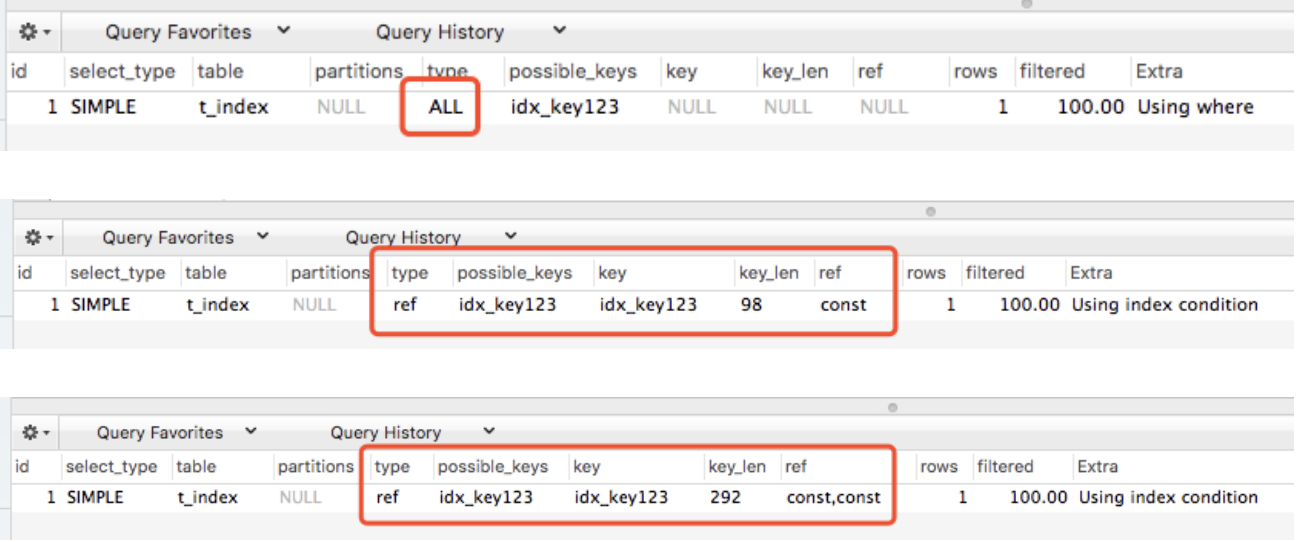 Query Favorites Query History
id select_type table partitions type possible_keys key key_len ref rows filtered Extra
1 SIMPLE t_index NULL ALL idx_key123 NULL NULL NULL 1 100.00 Using where
Query Favorites Query History
id select_type table partitions type possible_keys key key_len ref rows filtered Extra
1 SIMPLE t_index NULL ref idx_key123 idx_key123 98 const 1 100.00 Using index condition
Query Favorites Query History
id select_type table partitions type possible_keys key key_len ref rows filtered Extra
1 SIMPLE t_index NULL ref idx_key123 idx_key123 292 const,const 1 100.00 Using index condition